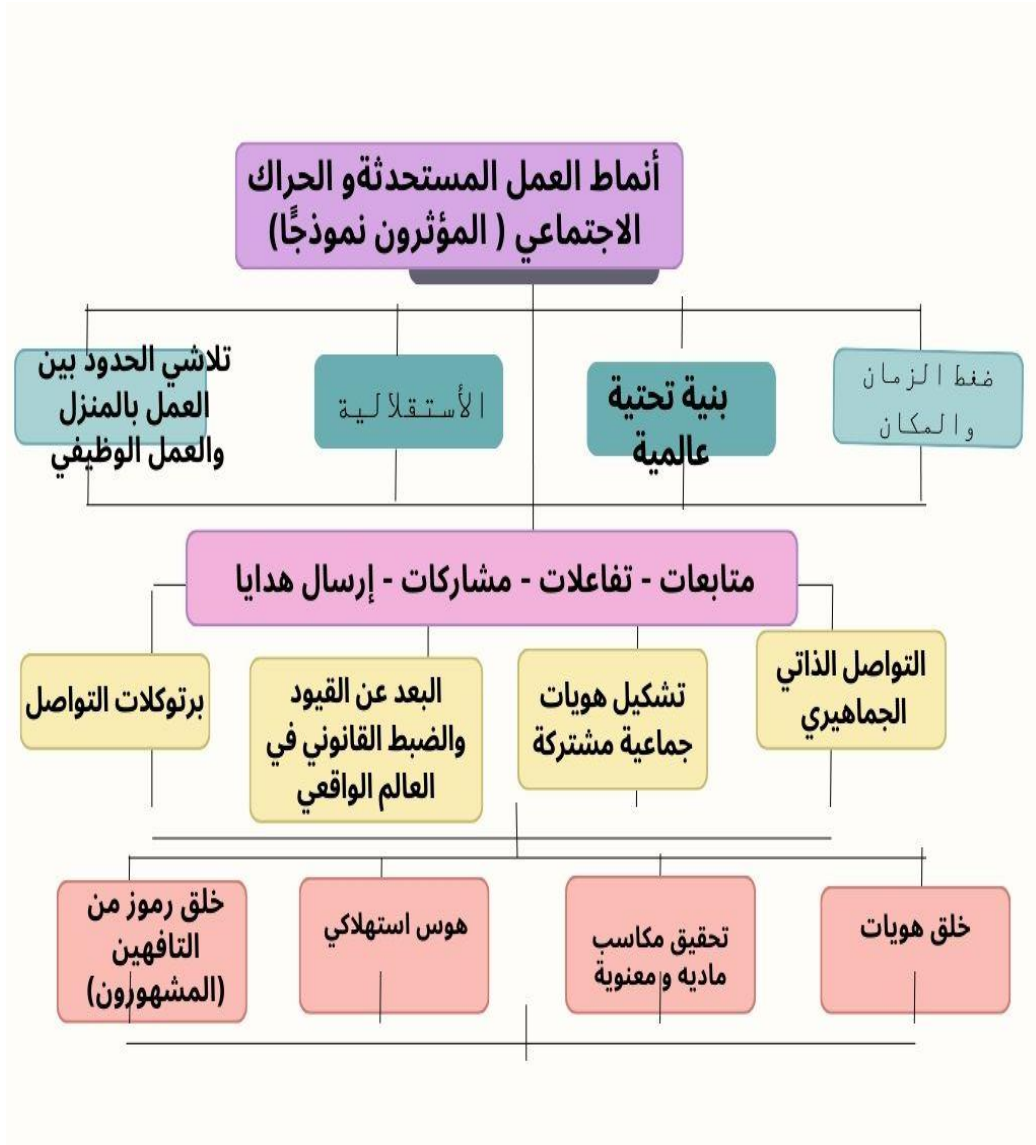 أنماط العمل المستحدثةو الحراك
الاجتماعي ( المؤثرون نموذجًا)
ضغط الزمان
والمكان
بنية تحتية
عالمية
الأستقلالية
تلاشي الحدود بين
العمل بالمنزل
والعمل الوظيفي
متابعات - تفاعلات - مشاركات - إرسال هدايا
التواصل الذاتي
الجماهيري
تشكيل هويات
جماعية مشتركة
البعد عن القيود
والضبط القانوني في
العالم الواقعي
برتوكلات التواصل
خلق هويات
تحقيق مكاسب
ماديه و معنوية
هوس استهلاكي
خلق رموز من
التافهين
(المشهورون)